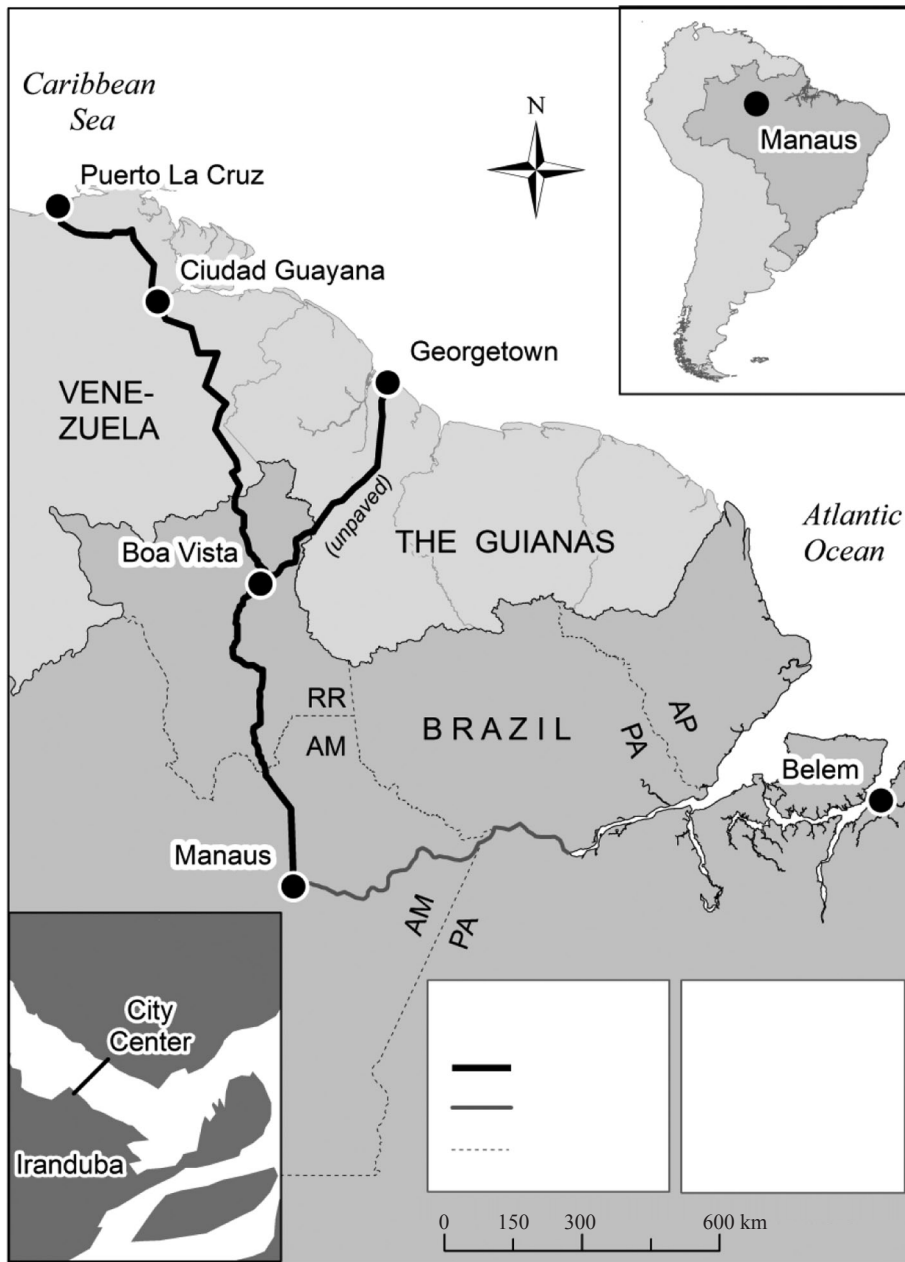 Caribbean
Sea
N
Manaus
Puerto La Cruz
Ciudad Guayana
Georgetown
VENE-
ZUELA
(unpaved)
Atlantic
Ocean
THE GUIANAS
Boa Vista
RR
AM
BRAZIL
AP
PA
Belem
Manaus
AM
PA
City
Center
Iranduba
0 150 300 600 km